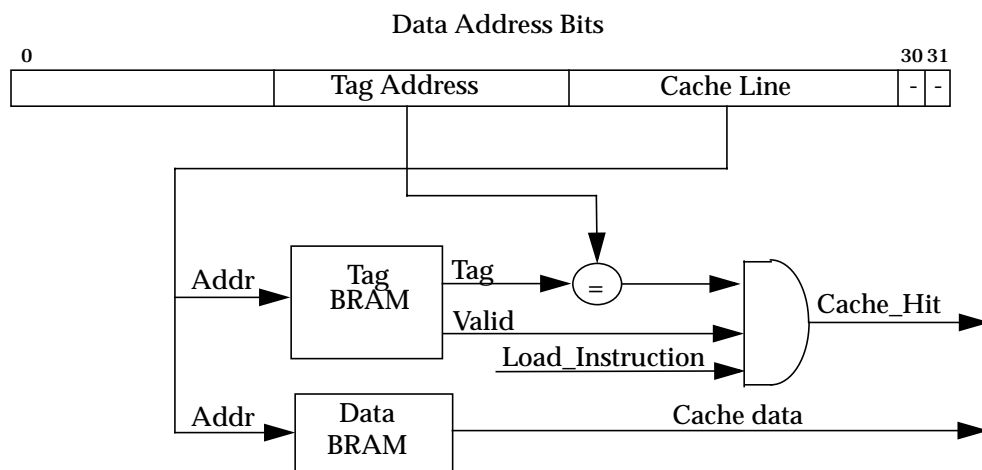 Data Address Bits
0
30 31
Tag Address
Cache Line
-
-
Addr
Tag
BRAM
Tag
=
Valid
Load_Instruction
Cache_Hit
Addr
Data
BRAM
Cache data